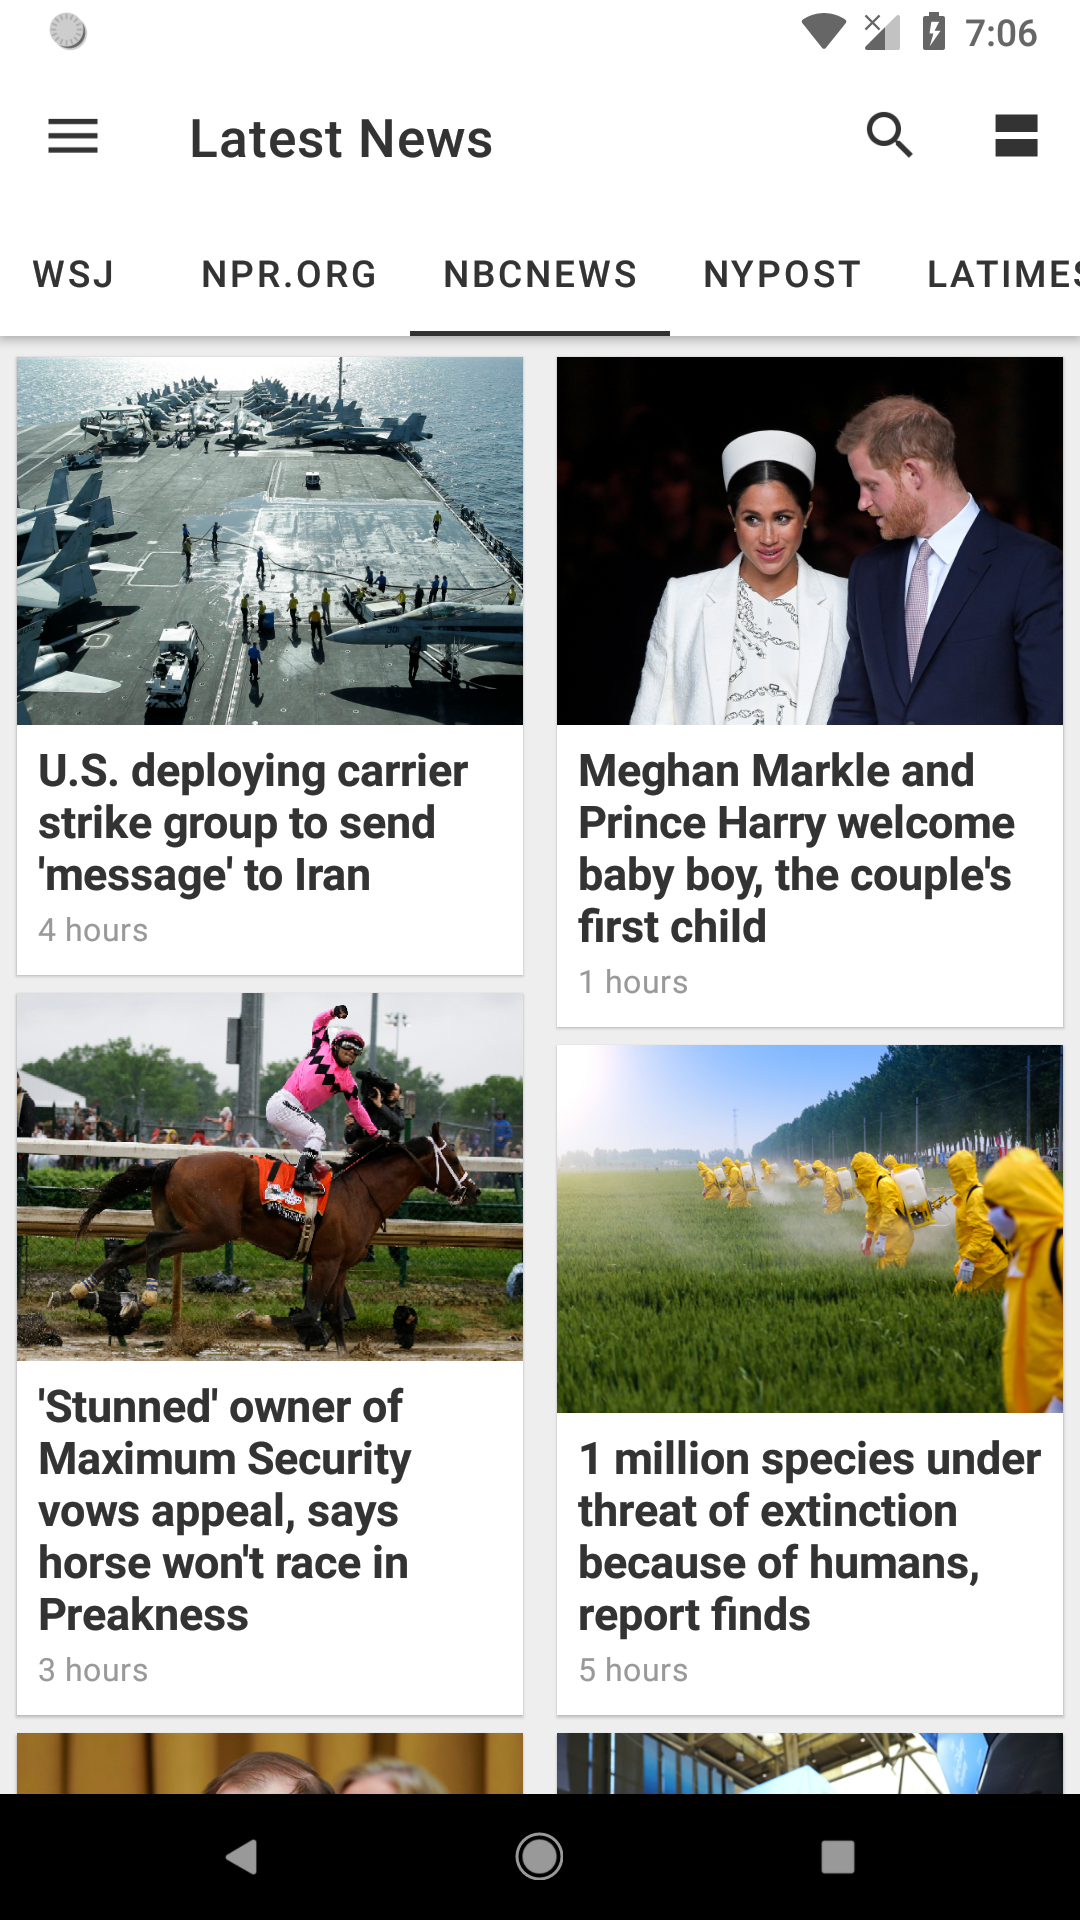 7:06
Latest News
WSJ NPR.ORG NBCNEWS NYPOST LATIMES
U.S. deploying carrier
strike group to send
'message' to Iran
4 hours
Meghan Markle and
Prince Harry welcome
baby boy, the couple's
first child
1 hours
'Stunned' owner of
Maximum Security
vows appeal, says
horse won't race in
Preakness
3 hours
1 million species under
threat of extinction
because of humans,
report finds
5 hours